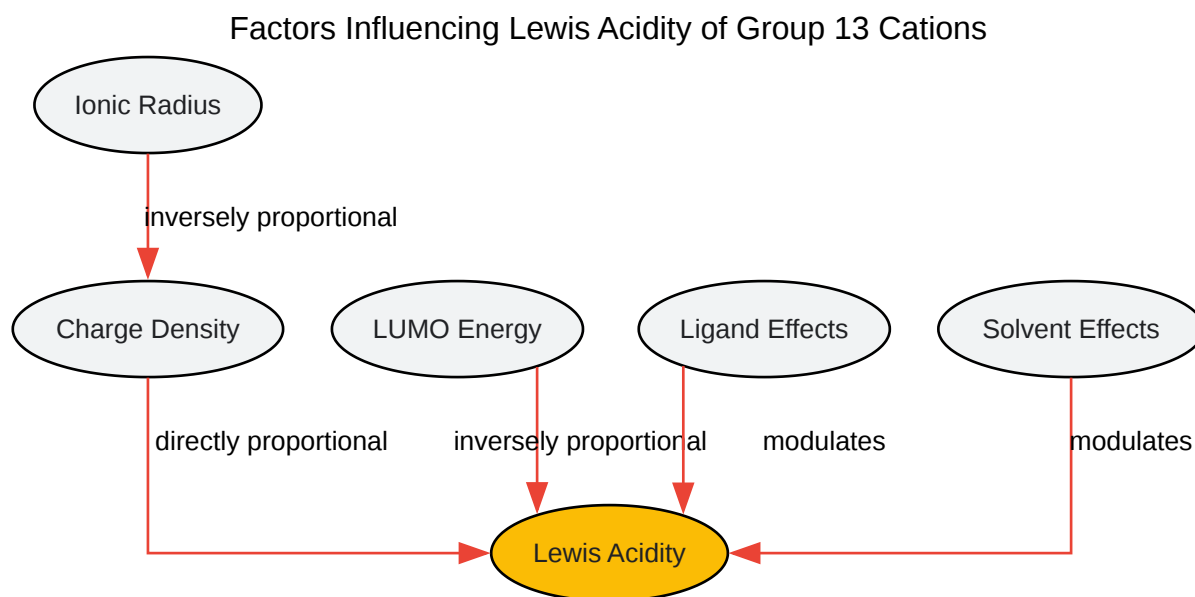 Factors Influencing Lewis Acidity of Group 13 Cations
Ionic Radius
inversely proportional
Charge Density
LUMO Energy
Ligand Effects
Solvent Effects
directly proportional
inversely proportional
modulates
modulates
Lewis Acidity